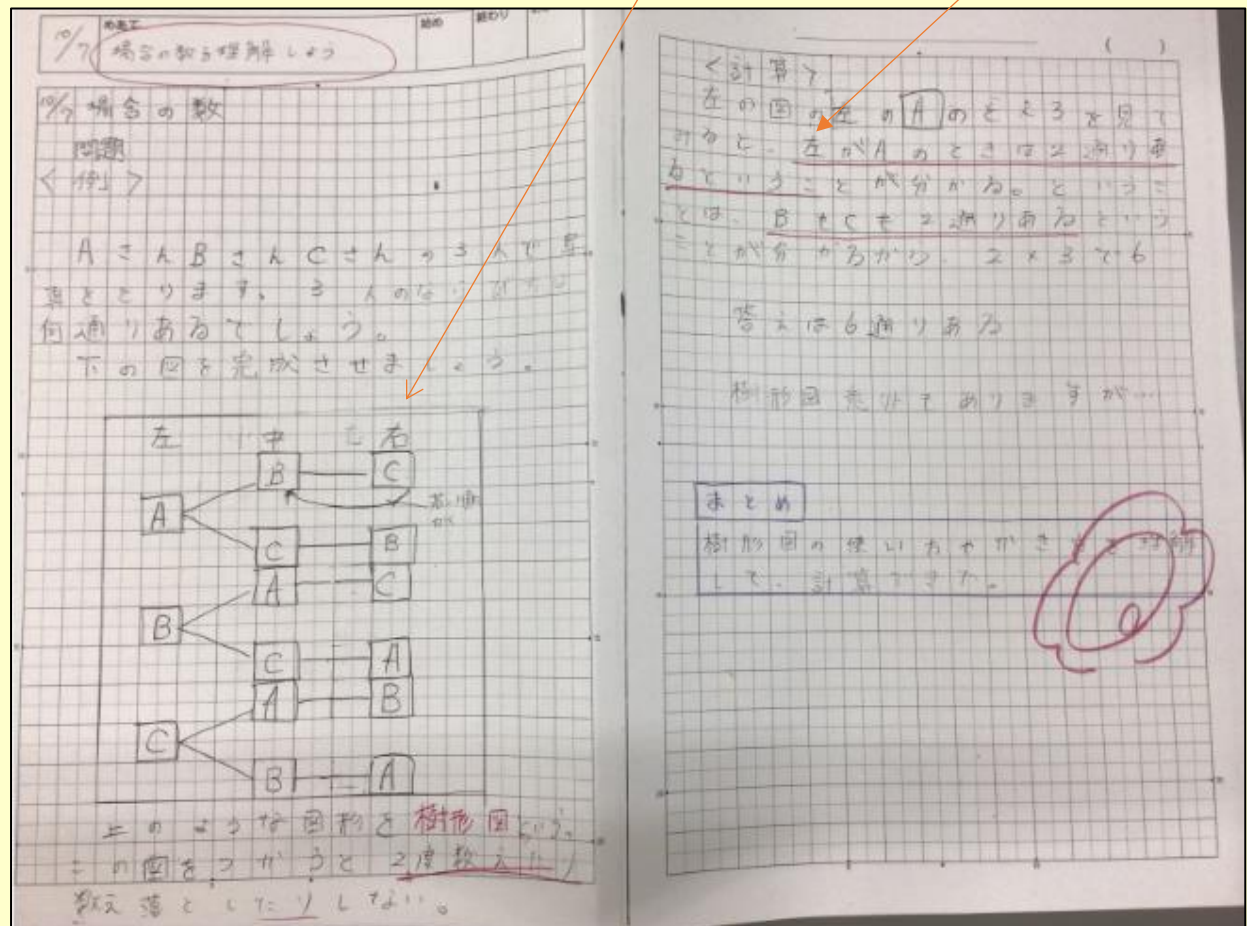 10/7
めあて
場合の数を理解しよう
始め
終わり
10/7 場合の数
問題
<例>
AさんBさんCさんの3人で写
真をとります。3人のならびかたは
何通りあるでしょう。
下の図を完成させましょう。
左 中 右
A B C
C B
B A C
C A
C A B
B A
このような図形を樹形図という。
この図をつかうと2度数えたり
数え落としたりしない。
( )
<計算>
左の図の左のAのところを見て
みると、左がAのときは2通りあ
るということが分かる。というこ
とは、BもCも2通りあるという
ことが分かるから 2×3で6
答えは6通りある
樹形図 ありますが…
まとめ
樹形図の使い方やかき方を理解
して、計算できた。